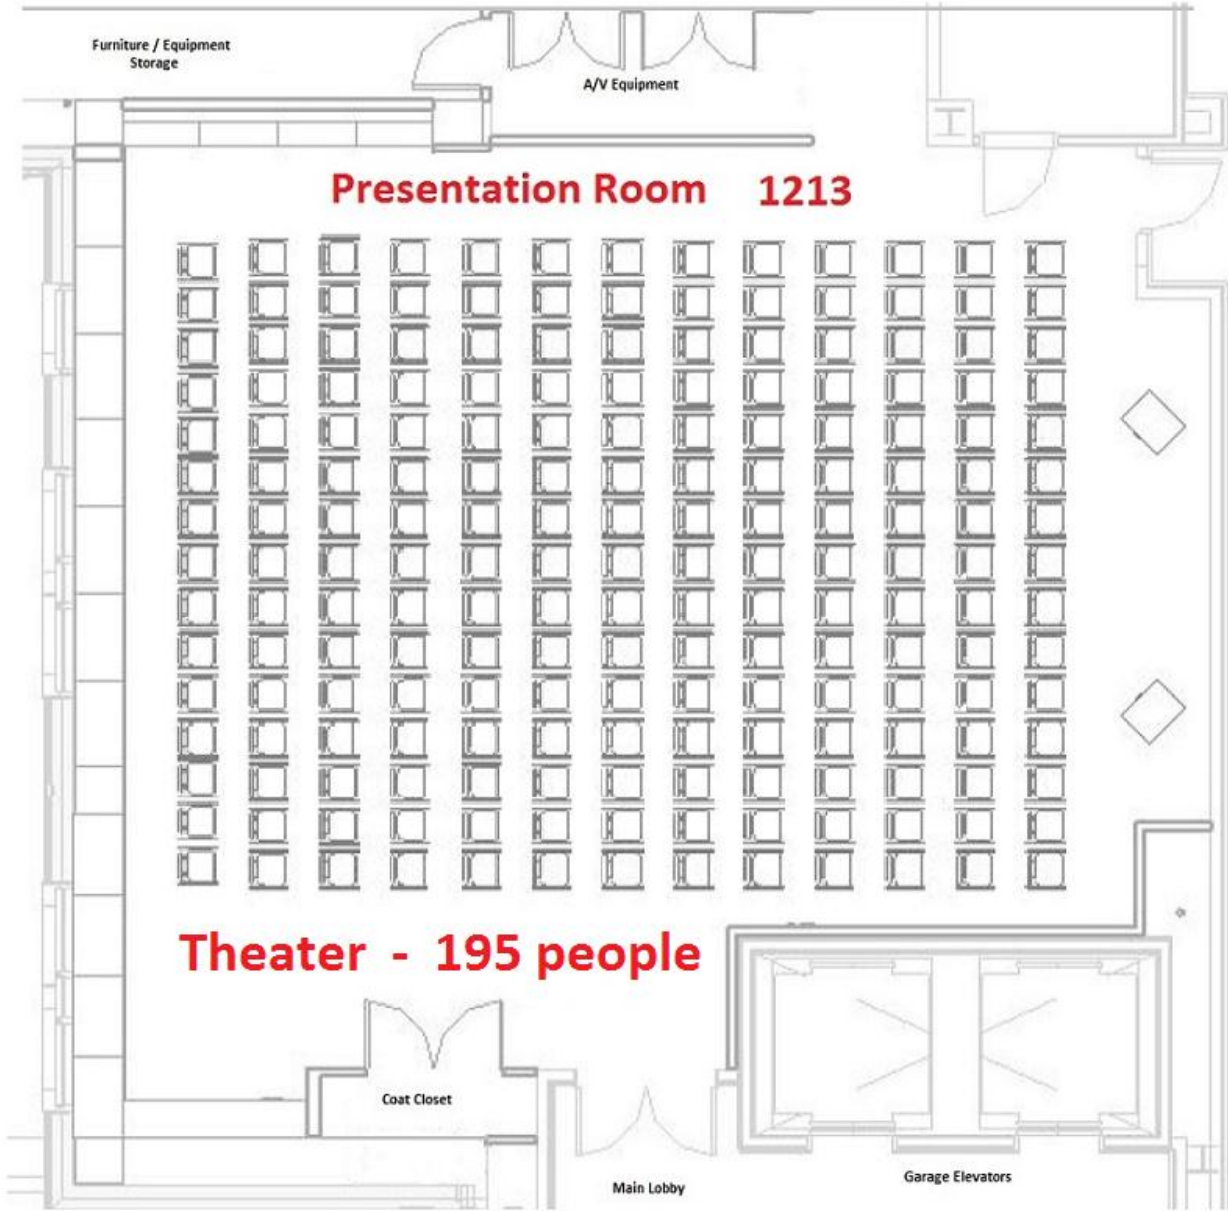 Furniture / Equipment
Storage
A/V Equipment
Presentation Room 1213
Theater - 195 people
Coat Closet
Main Lobby
Garage Elevators